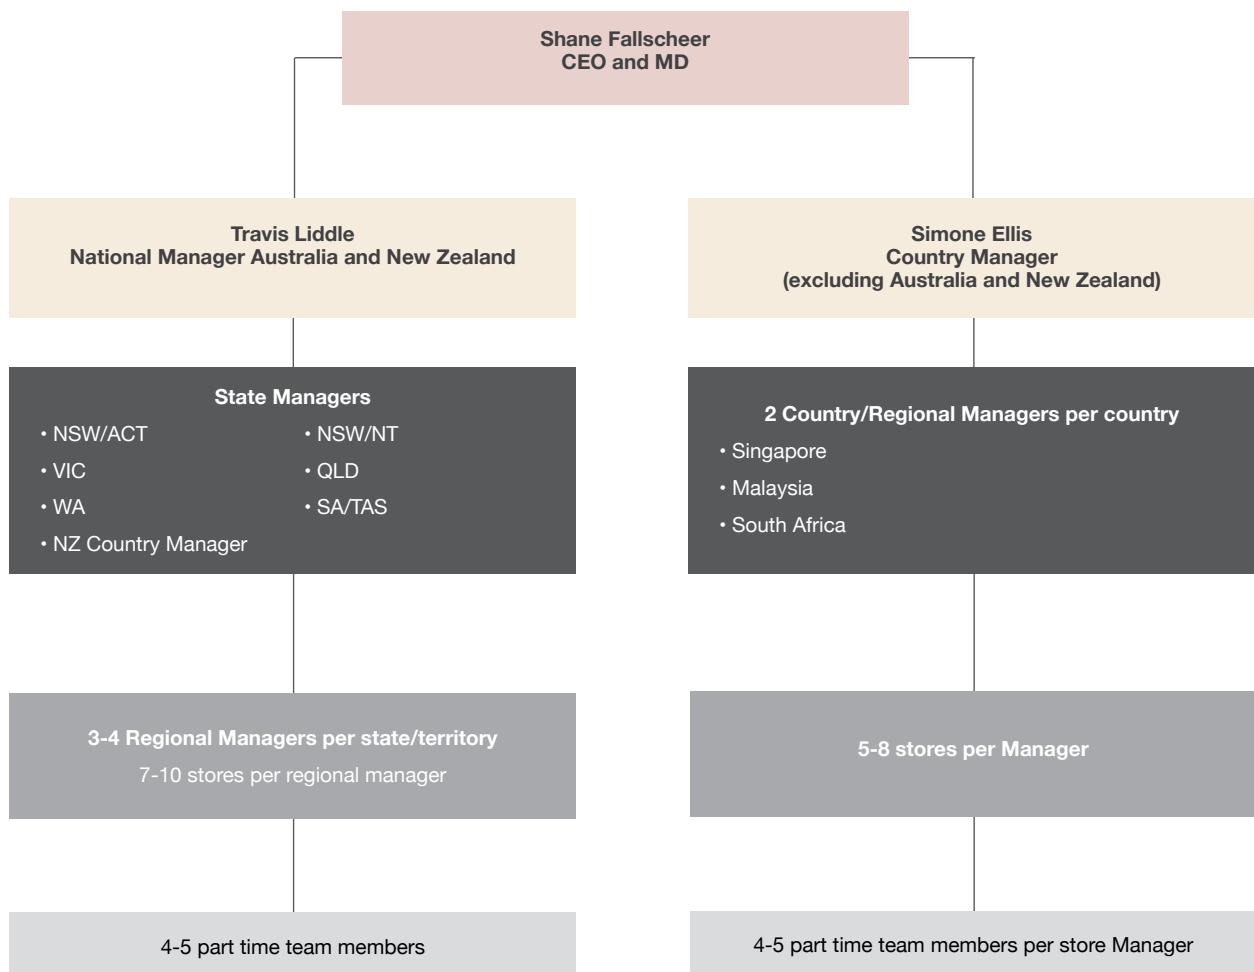 Shane Fallscheer
CEO and MD
Travis Liddle
National Manager Australia and New Zealand
Simone Ellis
Country Manager
(excluding Australia and New Zealand)
State Managers
• NSW/ACT
• NSW/NT
• VIC
• QLD
• WA
• SA/TAS
• NZ Country Manager
2 Country/Regional Managers per country
• Singapore
• Malaysia
• South Africa
3-4 Regional Managers per state/territory
7-10 stores per regional manager
5-8 stores per Manager
4-5 part time team members
4-5 part time team members per store Manager